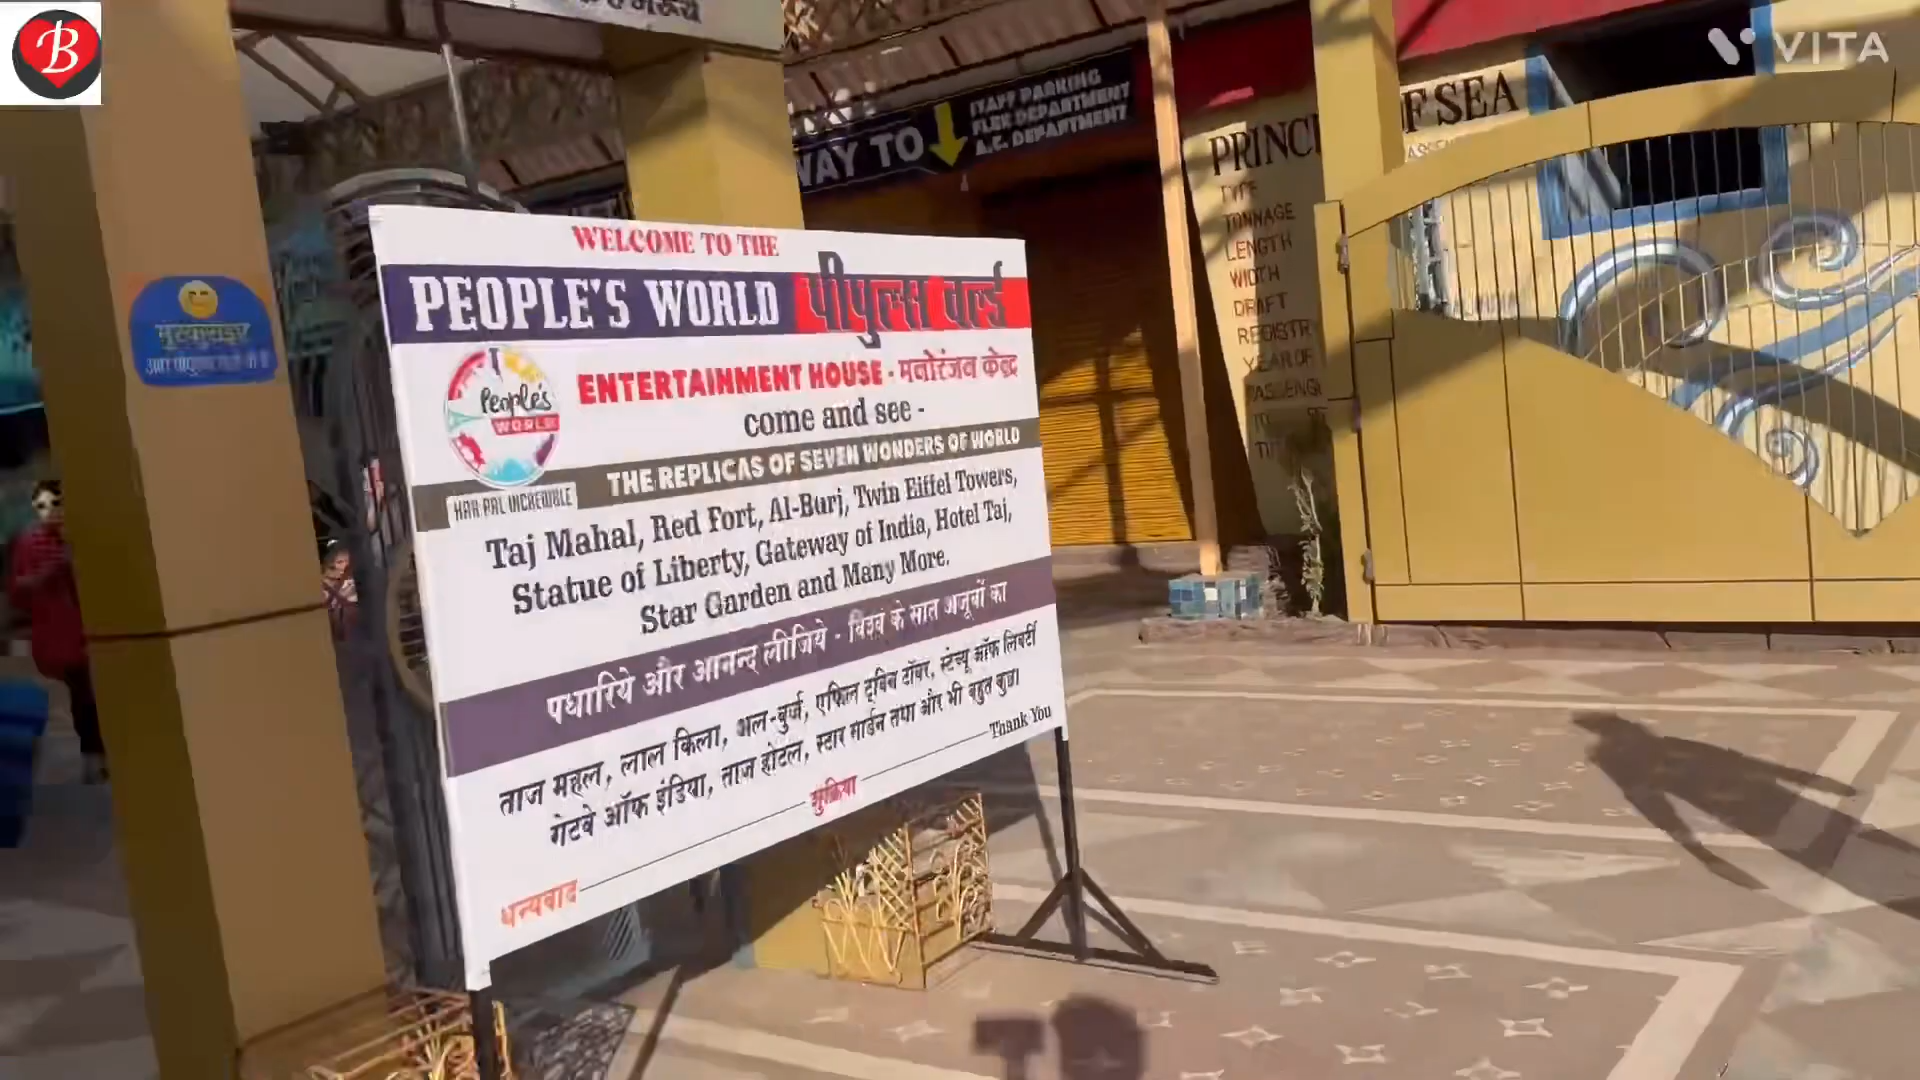 B
VITA
WAY TO
STAFF PARKING
FLEX DEPARTMENT
A.C. DEPARTMENT
OF SEA
TYPE
TONNAGE
LENGTH
WIDTH
DRAFT
YEAR OF
WELCOME TO THE
PEOPLE'S WORLD पीपुल्स वर्ल्ड
People's
WORLD
HAR PAL INCREDIBLE
ENTERTAINMENT HOUSE - मनोरंजन केन्द्र
come and see -
THE REPLICAS OF SEVEN WONDERS OF WORLD
Taj Mahal, Red Fort, Al-Burj, Twin Eiffel Towers,
Statue of Liberty, Gateway of India, Hotel Taj,
Star Garden and Many More.
पधारिये और आनन्द लीजिये - विश्व के सात अजूबों का
ताज महल, लाल किला, अल-बुर्ज, एफिल ट्विन टॉवर, स्टेच्यू ऑफ लिबर्टी
गेटवे ऑफ इंडिया, ताज होटल, स्टार गार्डन तथा और भी बहुत कुछ।
धन्यवाद शुक्रिया Thank You
मुस्कुराइए